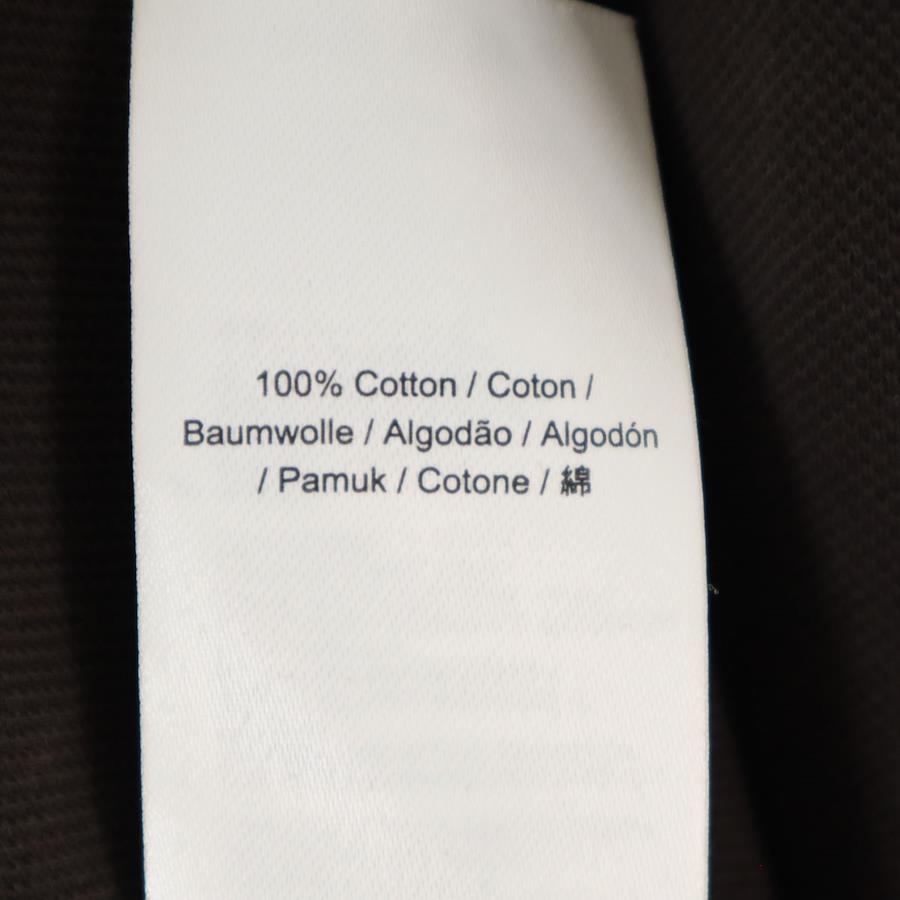 100% Cotton / Coton /
Baumwolle / Algodão / Algodón
/ Pamuk / Cotone / 綿